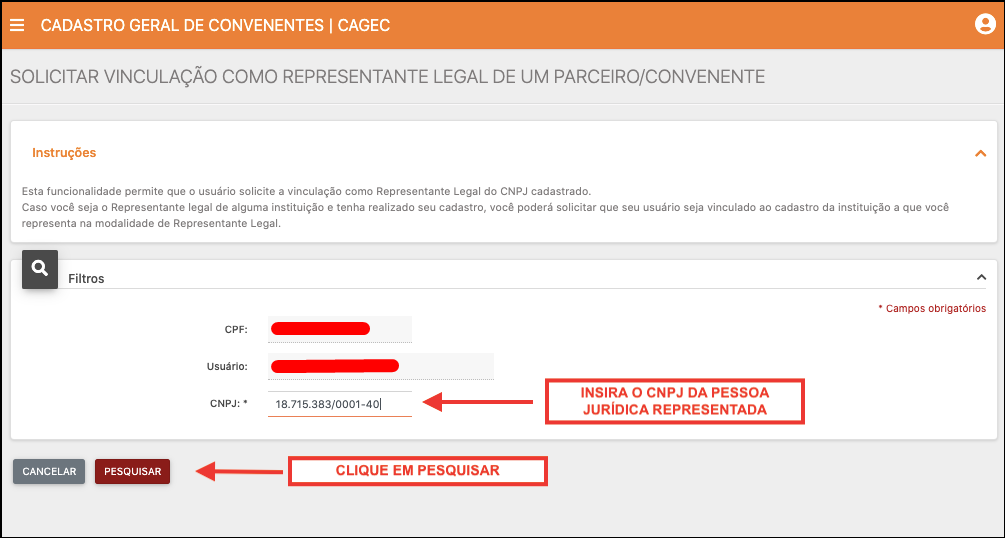 CADASTRO GERAL DE CONVENENTES | CAGEC
SOLICITAR VINCULAÇÃO COMO REPRESENTANTE LEGAL DE UM PARCEIRO/CONVENENTE
Instruções
Esta funcionalidade permite que o usuário solicite a vinculação como Representante Legal do CNPJ cadastrado.
Caso você seja o Representante legal de alguma instituição e tenha realizado seu cadastro, você poderá solicitar que seu usuário seja vinculado ao cadastro da instituição a que você
representa na modalidade de Representante Legal.
Filtros
* Campos obrigatórios
CPF:
Usuário:
CNPJ: * 18.715.383/0001-40
INSIRA O CNPJ DA PESSOA
JURÍDICA REPRESENTADA
CANCELAR PESQUISAR CLIQUE EM PESQUISAR